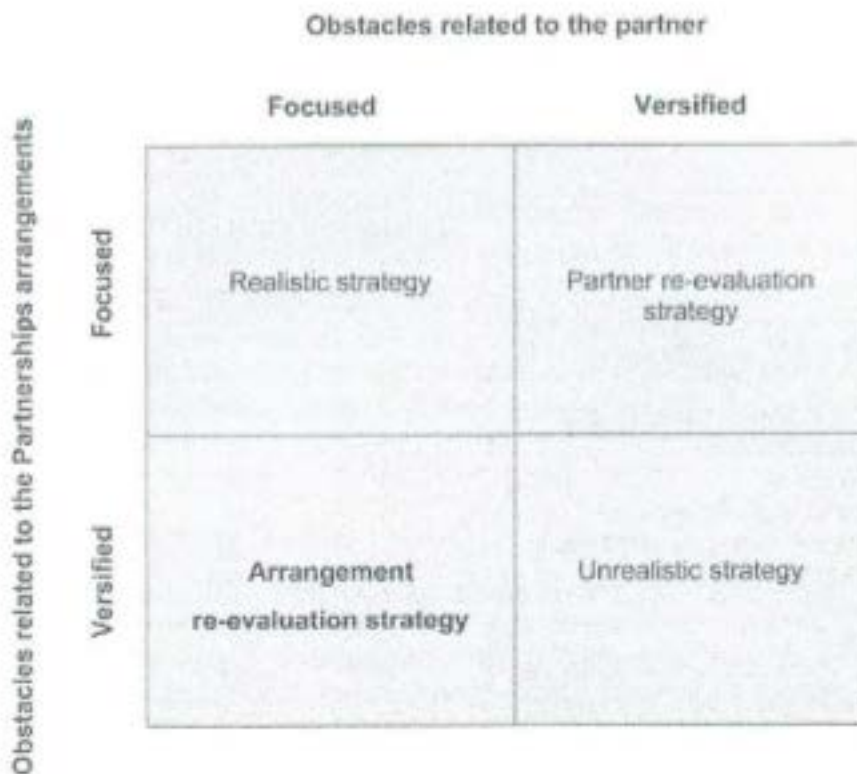 Obstacles related to the partner
Focused
Versified
Obstacles related to the Partnerships arrangements
Focused
Realistic strategy
Partner re-evaluation
strategy
Versified
Arrangement
re-evaluation strategy
Unrealistic strategy